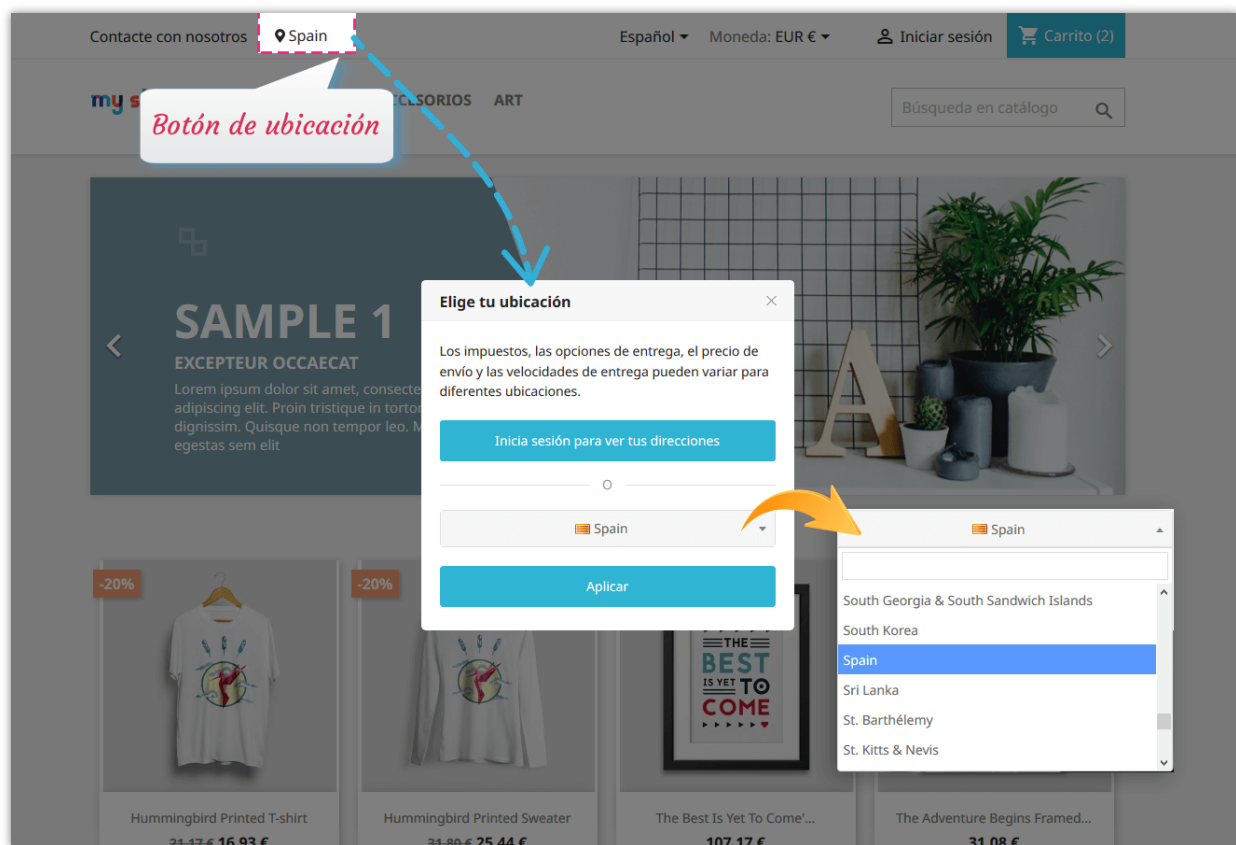 Contacte con nosotros
Spain
Español
Moneda: EUR €
Iniciar sesión
Carrito (2)
my
Botón de ubicación
ART
Búsqueda en catálogo
SAMPLE 1
EXCEPTEUR OCCAECAT
Lorem ipsum dolor sit amet,
adipiscing elit. Proin tristique in
dignissim. Quisque non tempor leo.
egestas sem elit
A
Elige tu ubicación
Los impuestos, las opciones de entrega, el precio de
envío y las velocidades de entrega pueden variar para
diferentes ubicaciones.
Inicia sesión para ver tus direcciones
O
Spain
Aplicar
Spain
South Georgia & South Sandwich Islands
South Korea
Spain
Sri Lanka
St. Barthélemy
St. Kitts & Nevis
-20%
-20%
THE
BEST
IS YET TO
COME
Hummingbird Printed T-shirt
21,17 € 16,93 €
Hummingbird Printed Sweater
31,80 € 25,44 €
The Best Is Yet To Come'...
107,17 €
The Adventure Begins Framed...
31,08 €